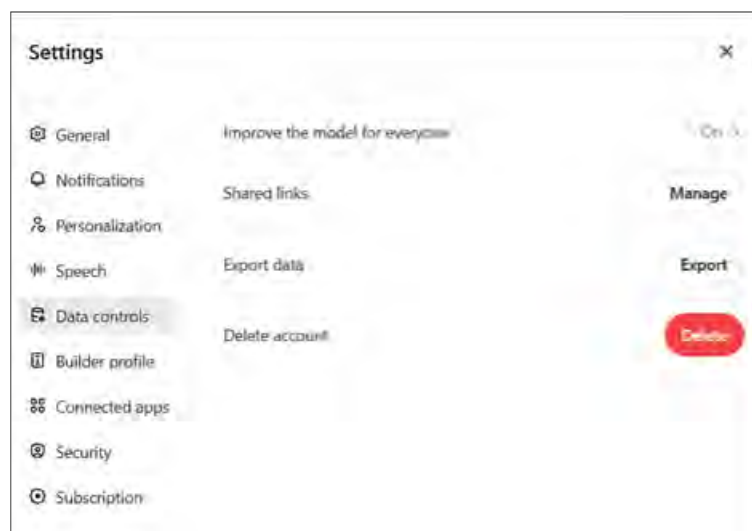 Settings
General
Notifications
Personalization
Speech
Data controls
Builder profile
Connected apps
Security
Subscription
Improve the model for everyone
On
Shared links
Manage
Export data
Export
Delete account
Delete